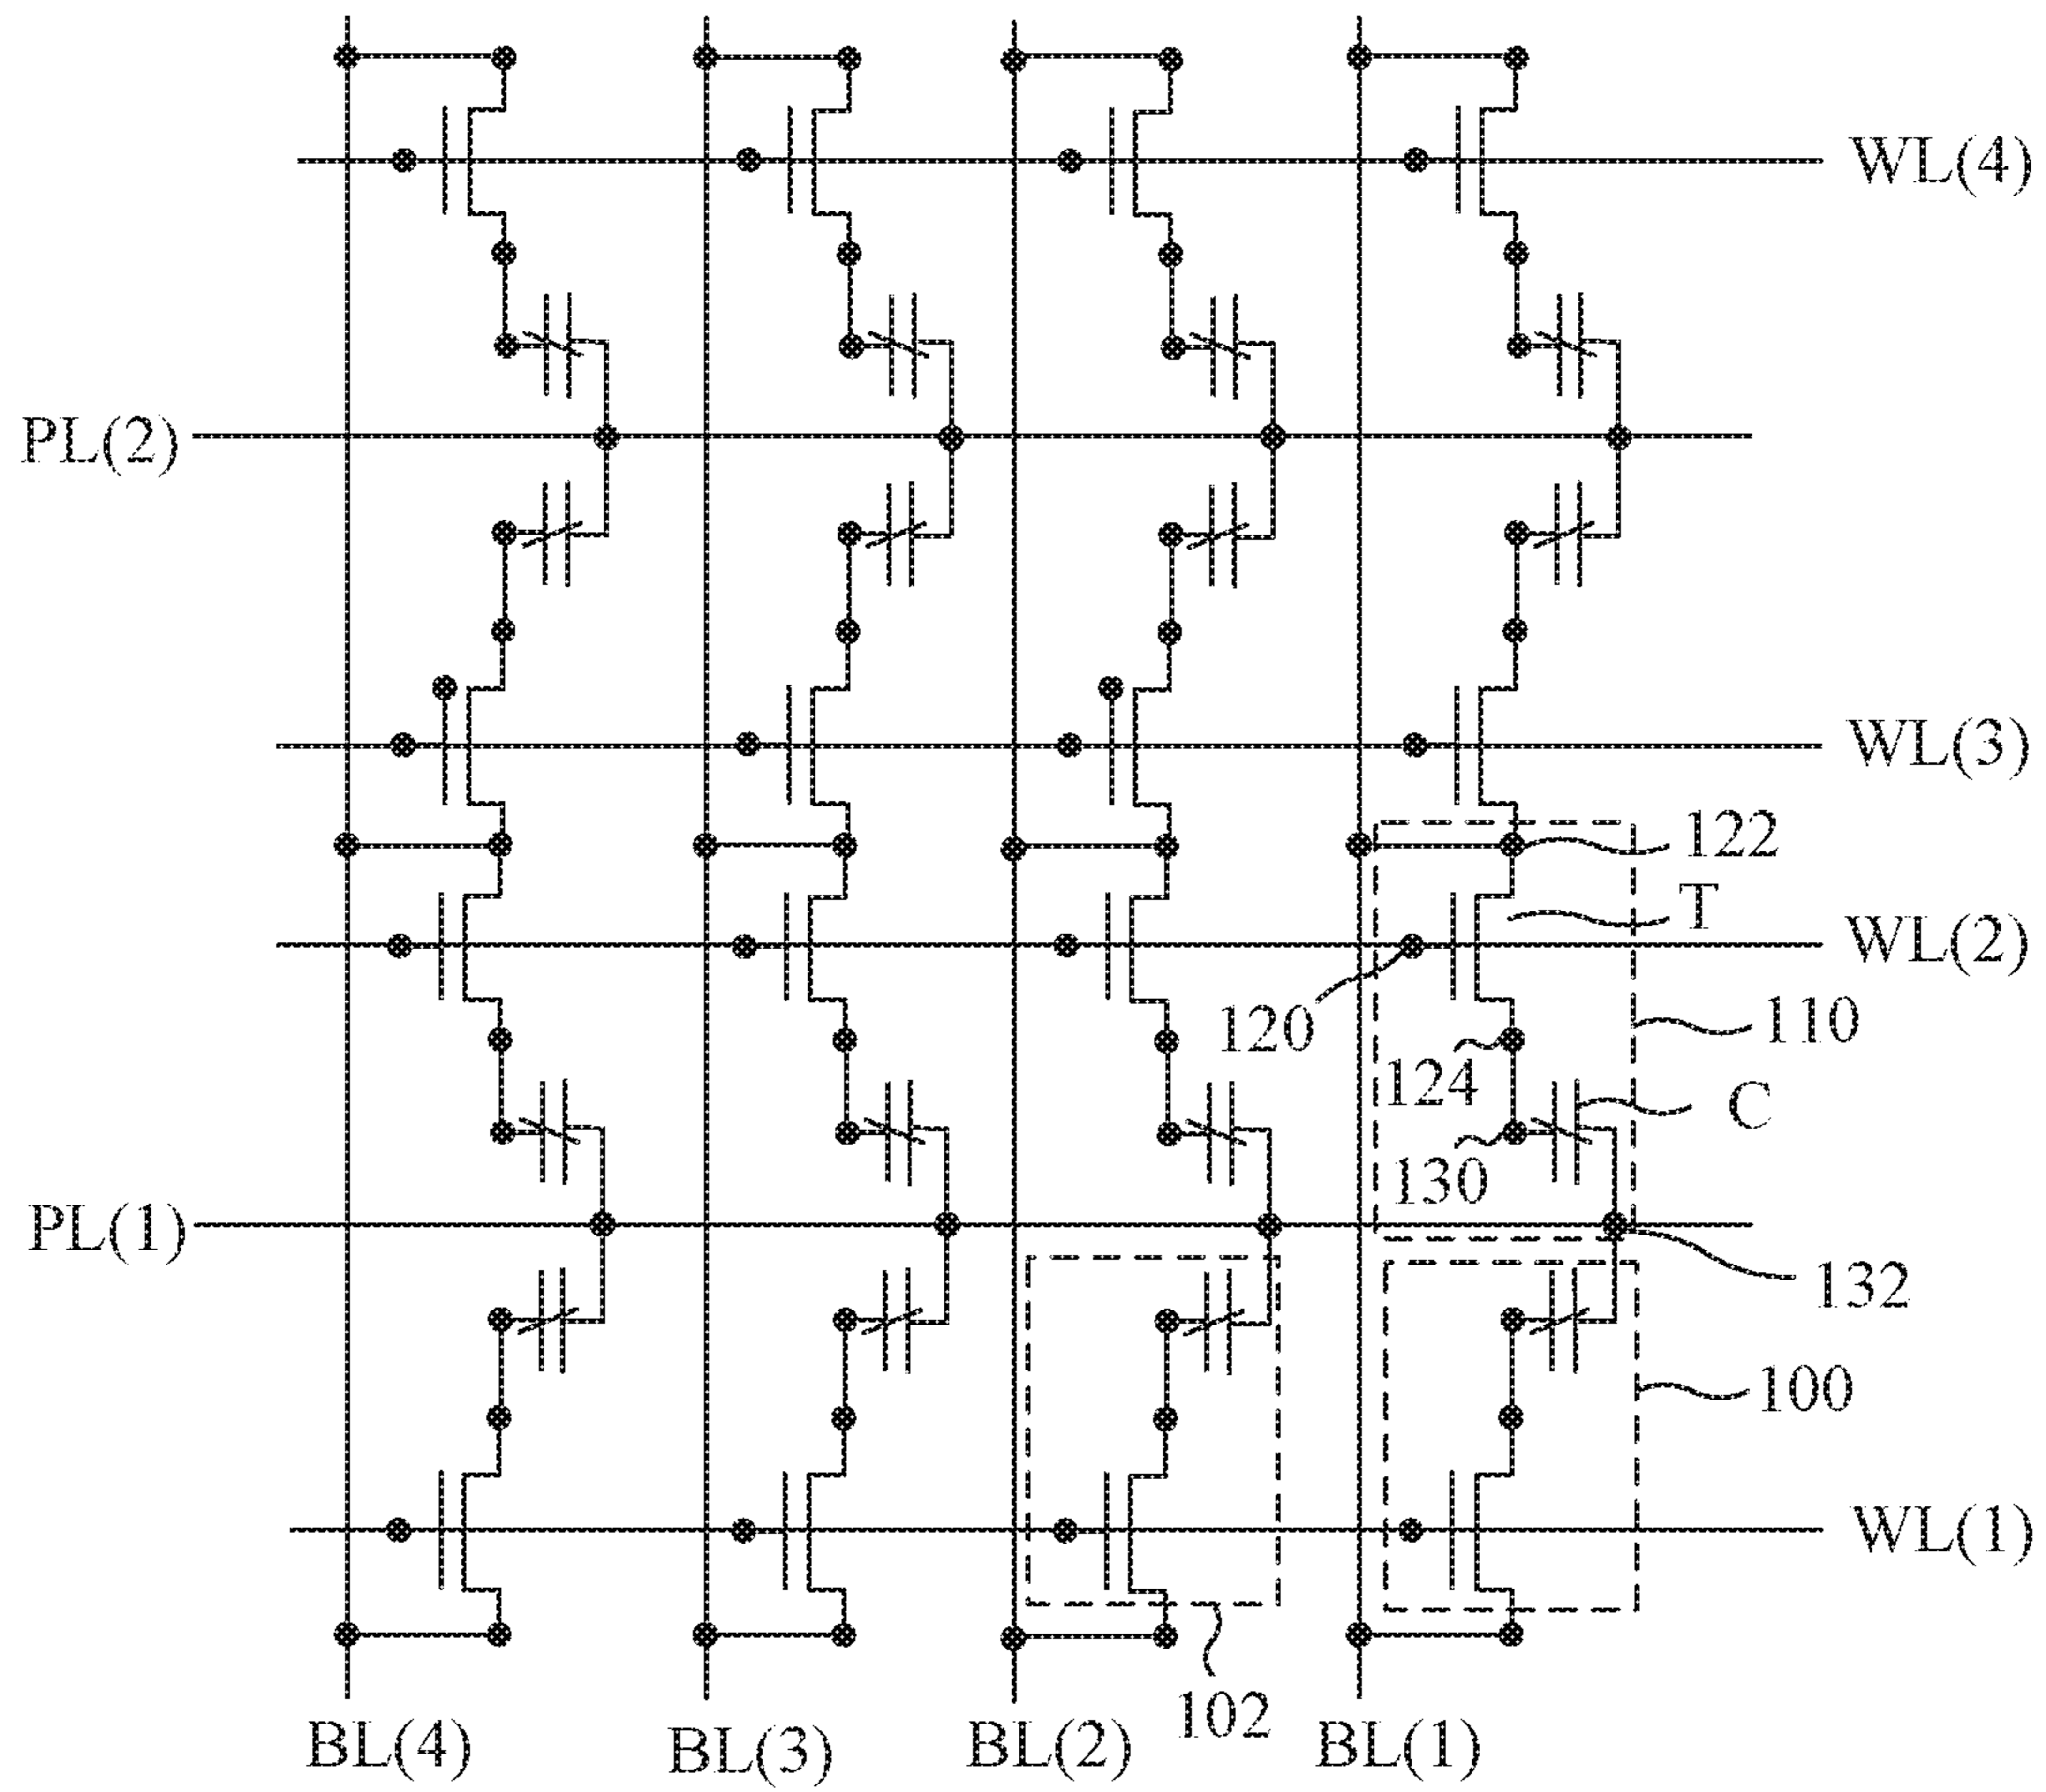 WL(4)
PL(2)
WL(3)
122
T
WL(2)
120
110
124
C
130
PL(1)
132
100
WL(1)
102
BL(4)
BL(3)
BL(2)
BL(1)